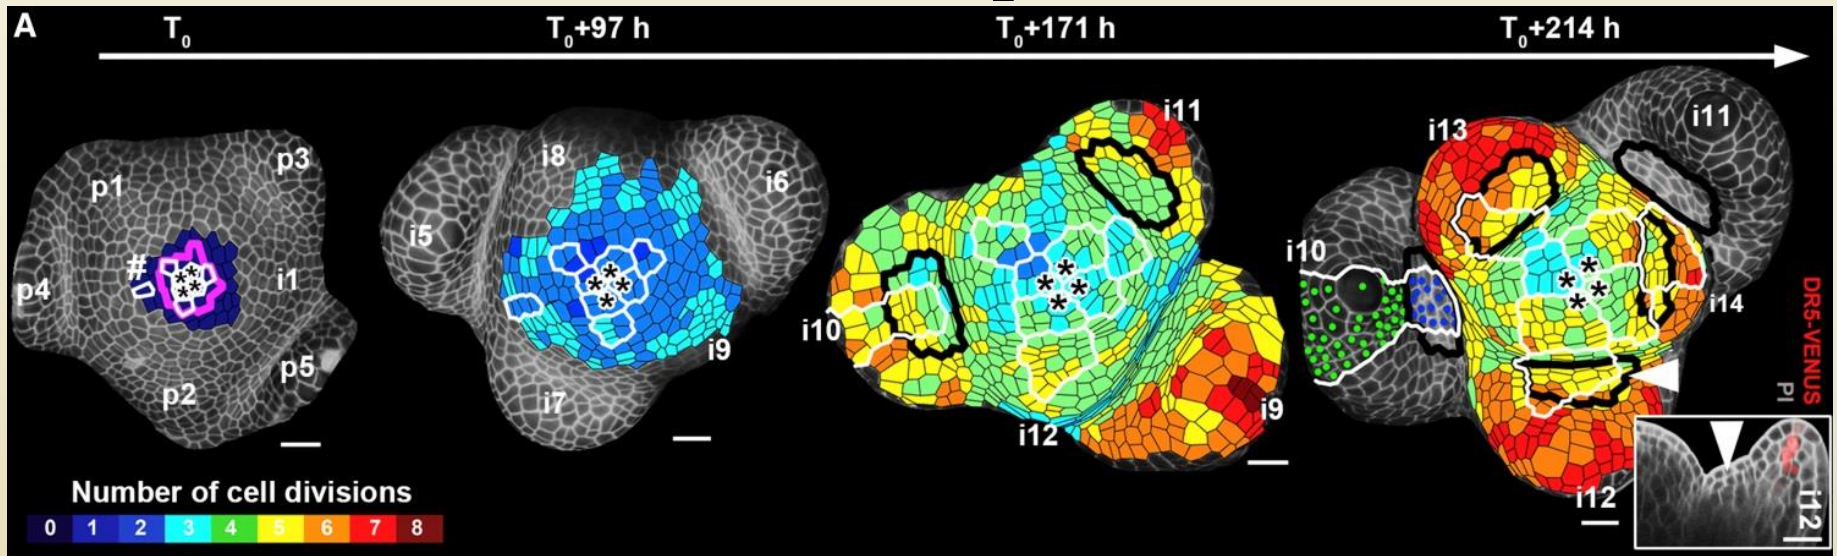 A
T0
T0+97 h
T0+171 h
T0+214 h
p1
p3
#
p4
i1
p5
p2
i8
i6
i5
i9
i7
i11
i10
i9
i12
i13
i11
i10
i14
i12
DR5-VENUS
PI
i12
Number of cell divisions
0 1 2 3 4 5 6 7 8